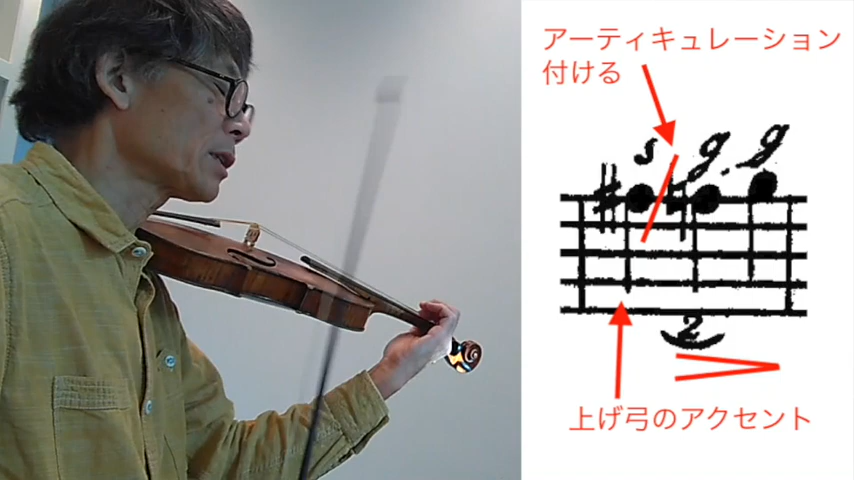 アーティキュレーション
付ける
s g. g
2
上げ弓のアクセント